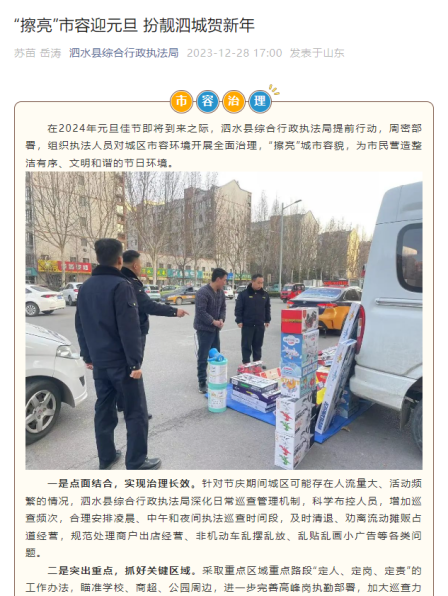 “擦亮”市容迎元旦 扮靓泗城贺新年
苏苗 岳涛 泗水县综合行政执法局 2023-12-28 17:00 发表于山东
市容治理
在2024年元旦佳节即将到来之际，泗水县综合行政执法局提前行动，周密部
署，组织执法人员对城区市容环境开展全面治理，“擦亮”城市容貌，为市民营造整
洁有序、文明和谐的节日环境。
一是点面结合，实现治理长效。针对节庆期间城区可能存在人流量大、活动频
繁的情况，泗水县综合行政执法局深化日常巡查管理机制，科学布控人员，增加巡
查频次，合理安排凌晨、中午和夜间执法巡查时间段，及时清退、劝离流动摊贩占
道经营，规范处理商户出店经营、非机动车乱摆乱放、乱贴乱画小广告等各类问
题。
二是突出重点，抓好关键区域。采取重点区域重点路段“定人、定岗、定责”的
工作办法，瞄准学校、商超、公园周边，进一步完善高峰岗执勤部署，加大巡查力